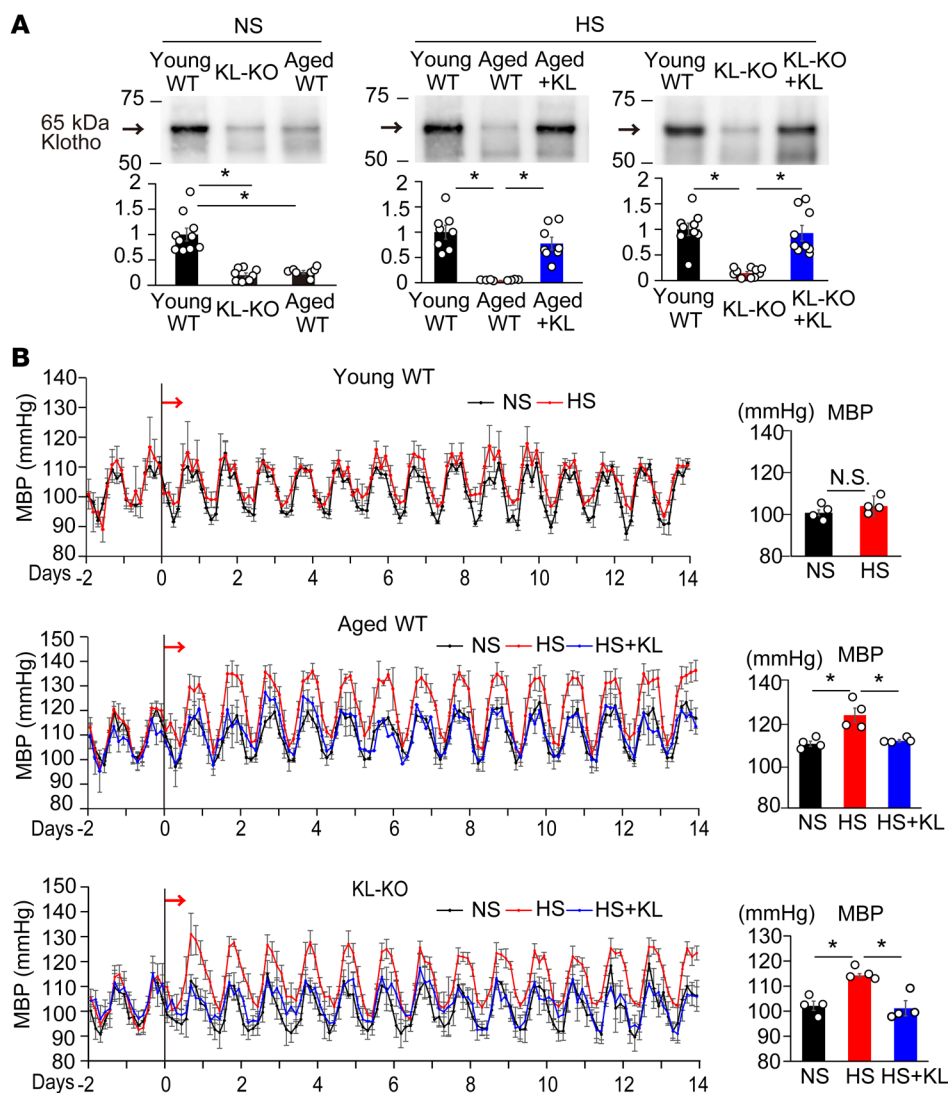 A
NS
HS
Young WT KL-KO Aged WT
Young WT Aged WT Aged +KL
Young WT KL-KO KL-KO +KL
75
65 kDa Klotho →
50
75
→
50
75
→
50
* *
2
1.5
1
0.5
0
Young WT KL-KO Aged WT
* *
2
1.5
1
0.5
0
Young WT Aged WT Aged +KL
* *
2
1.5
1
0.5
0
Young WT KL-KO KL-KO +KL
B
Young WT
NS HS
MBP (mmHg)
140
130
120
110
100
90
80
Days -2 0 2 4 6 8 10 12 14
(mmHg) MBP
140
120
100
80
N.S.
NS HS
Aged WT
NS HS HS+KL
MBP (mmHg)
150
140
130
120
110
100
90
80
Days -2 0 2 4 6 8 10 12 14
(mmHg) MBP
140
120
100
80
* *
NS HS HS+KL
KL-KO
NS HS HS+KL
MBP (mmHg)
150
140
130
120
110
100
90
80
Days -2 0 2 4 6 8 10 12 14
(mmHg) MBP
130
120
110
100
90
80
* *
NS HS HS+KL